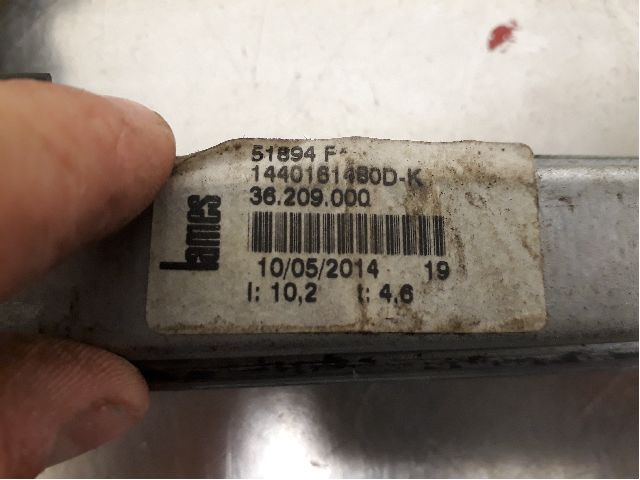 lames
51894 F
1440161480D-K
36.209.000
10/05/2014 19
I: 10,2 t: 4,6